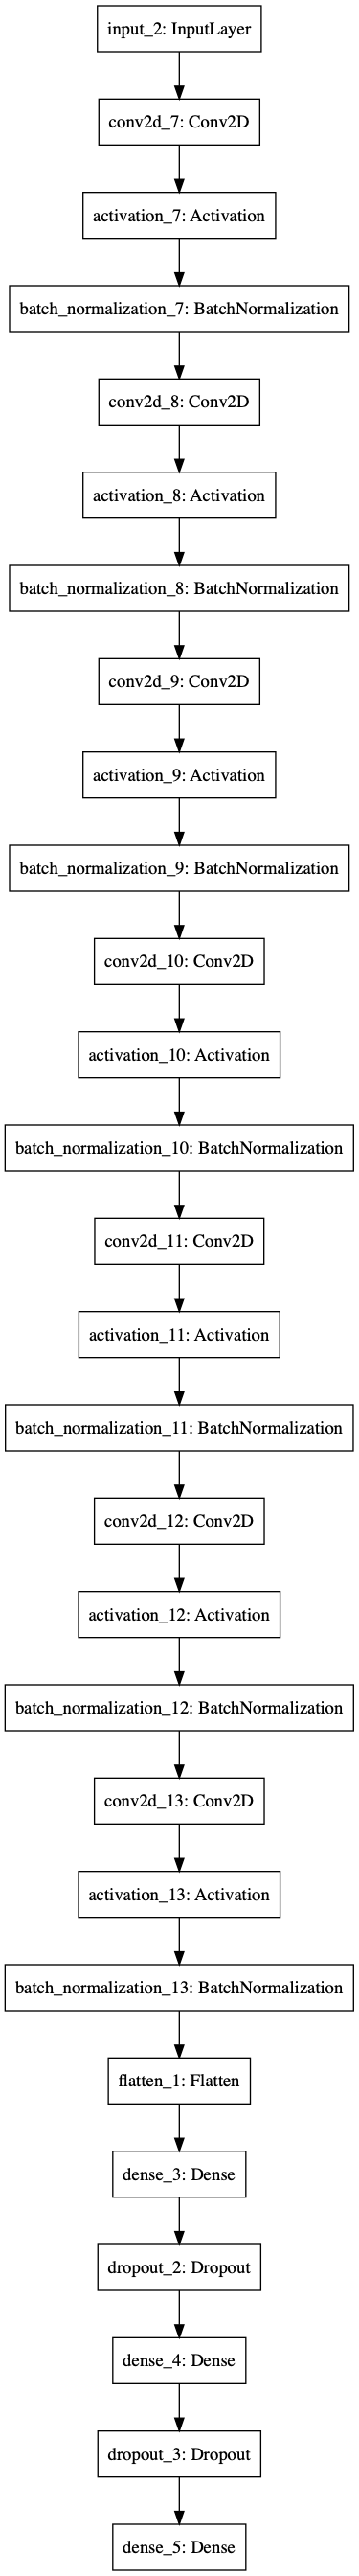 input_2: InputLayer
conv2d_7: Conv2D
activation_7: Activation
batch_normalization_7: BatchNormalization
conv2d_8: Conv2D
activation_8: Activation
batch_normalization_8: BatchNormalization
conv2d_9: Conv2D
activation_9: Activation
batch_normalization_9: BatchNormalization
conv2d_10: Conv2D
activation_10: Activation
batch_normalization_10: BatchNormalization
conv2d_11: Conv2D
activation_11: Activation
batch_normalization_11: BatchNormalization
conv2d_12: Conv2D
activation_12: Activation
batch_normalization_12: BatchNormalization
conv2d_13: Conv2D
activation_13: Activation
batch_normalization_13: BatchNormalization
flatten_1: Flatten
dense_3: Dense
dropout_2: Dropout
dense_4: Dense
dropout_3: Dropout
dense_5: Dense